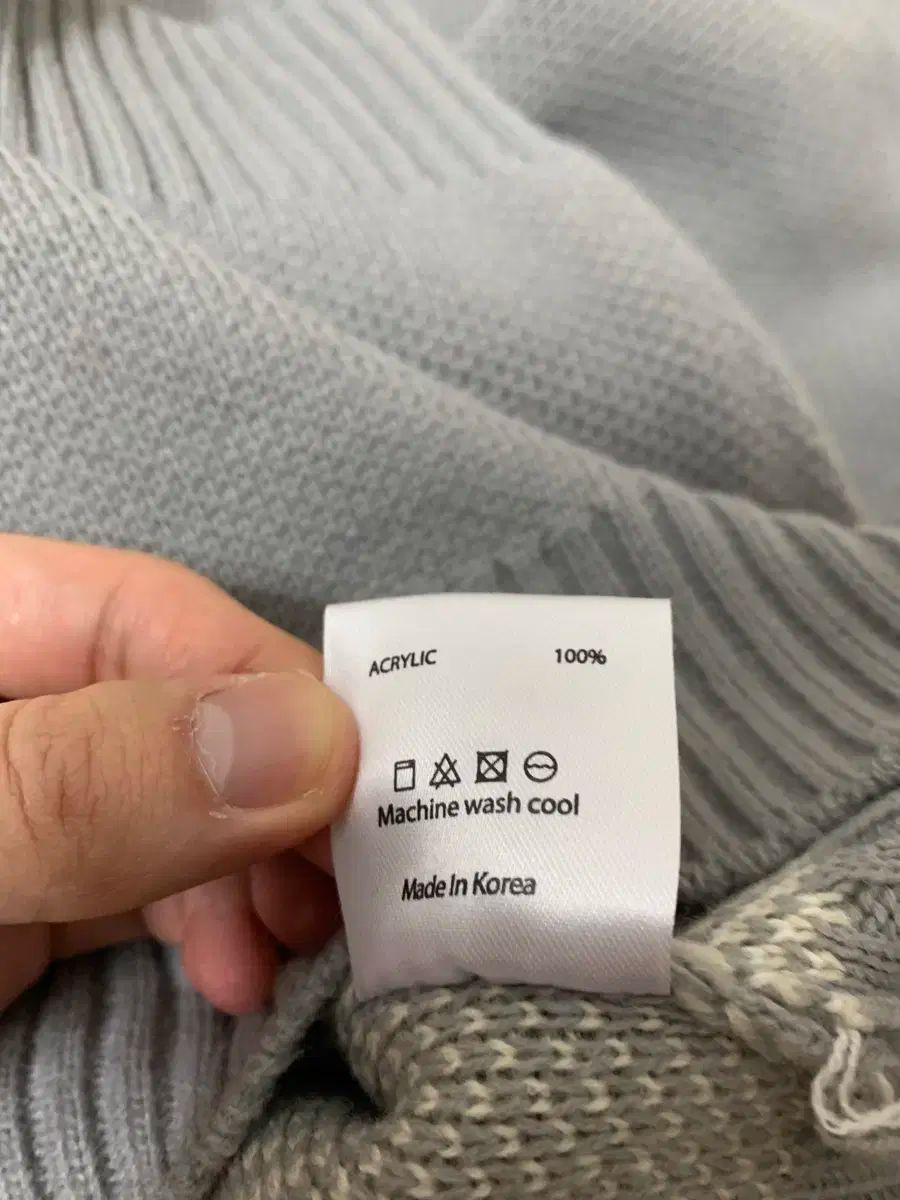 ACRYLIC 100%
Machine wash cool
Made In Korea